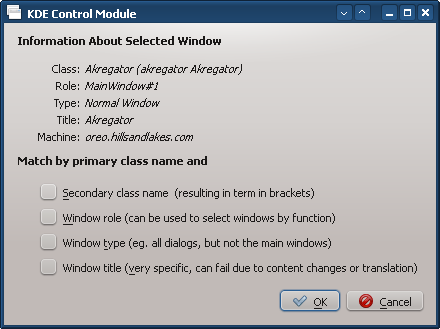 KDE Control Module
Information About Selected Window
Class: Akregator (akregator Akregator)
Role: MainWindow#1
Type: Normal Window
Title: Akregator
Machine: oreo.hillsandlakes.com
Match by primary class name and
Secondary class name (resulting in term in brackets)
Window role (can be used to select windows by function)
Window type (eg. all dialogs, but not the main windows)
Window title (very specific, can fail due to content changes or translation)
OK Cancel